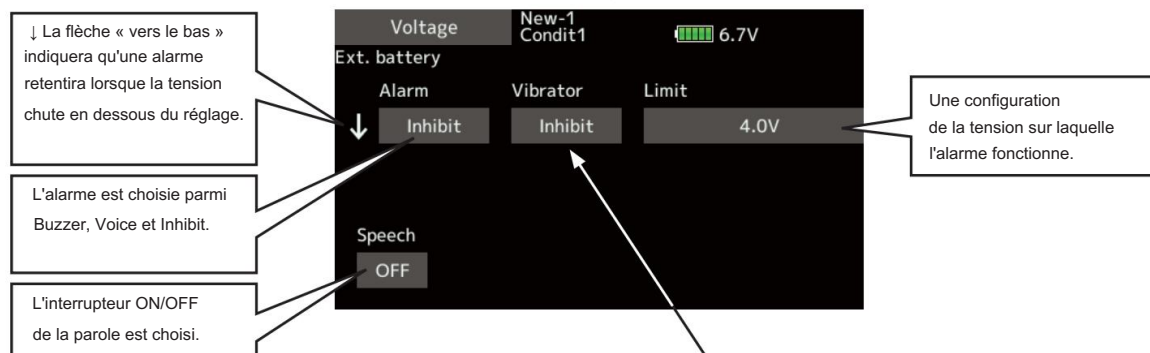 ↓ La flèche « vers le bas »
indiquera qu'une alarme
retentira lorsque la tension
chute en dessous du réglage.
L'alarme est choisie parmi
Buzzer, Voice et Inhibit.
L'interrupteur ON/OFF
de la parole est choisi.
Voltage
New-1
Condit1
6.7V
Ext. battery
Alarm
Vibrator
Limit
↓
Inhibit
Inhibit
4.0V
Speech
OFF
Une configuration
de la tension sur laquelle
l'alarme fonctionne.